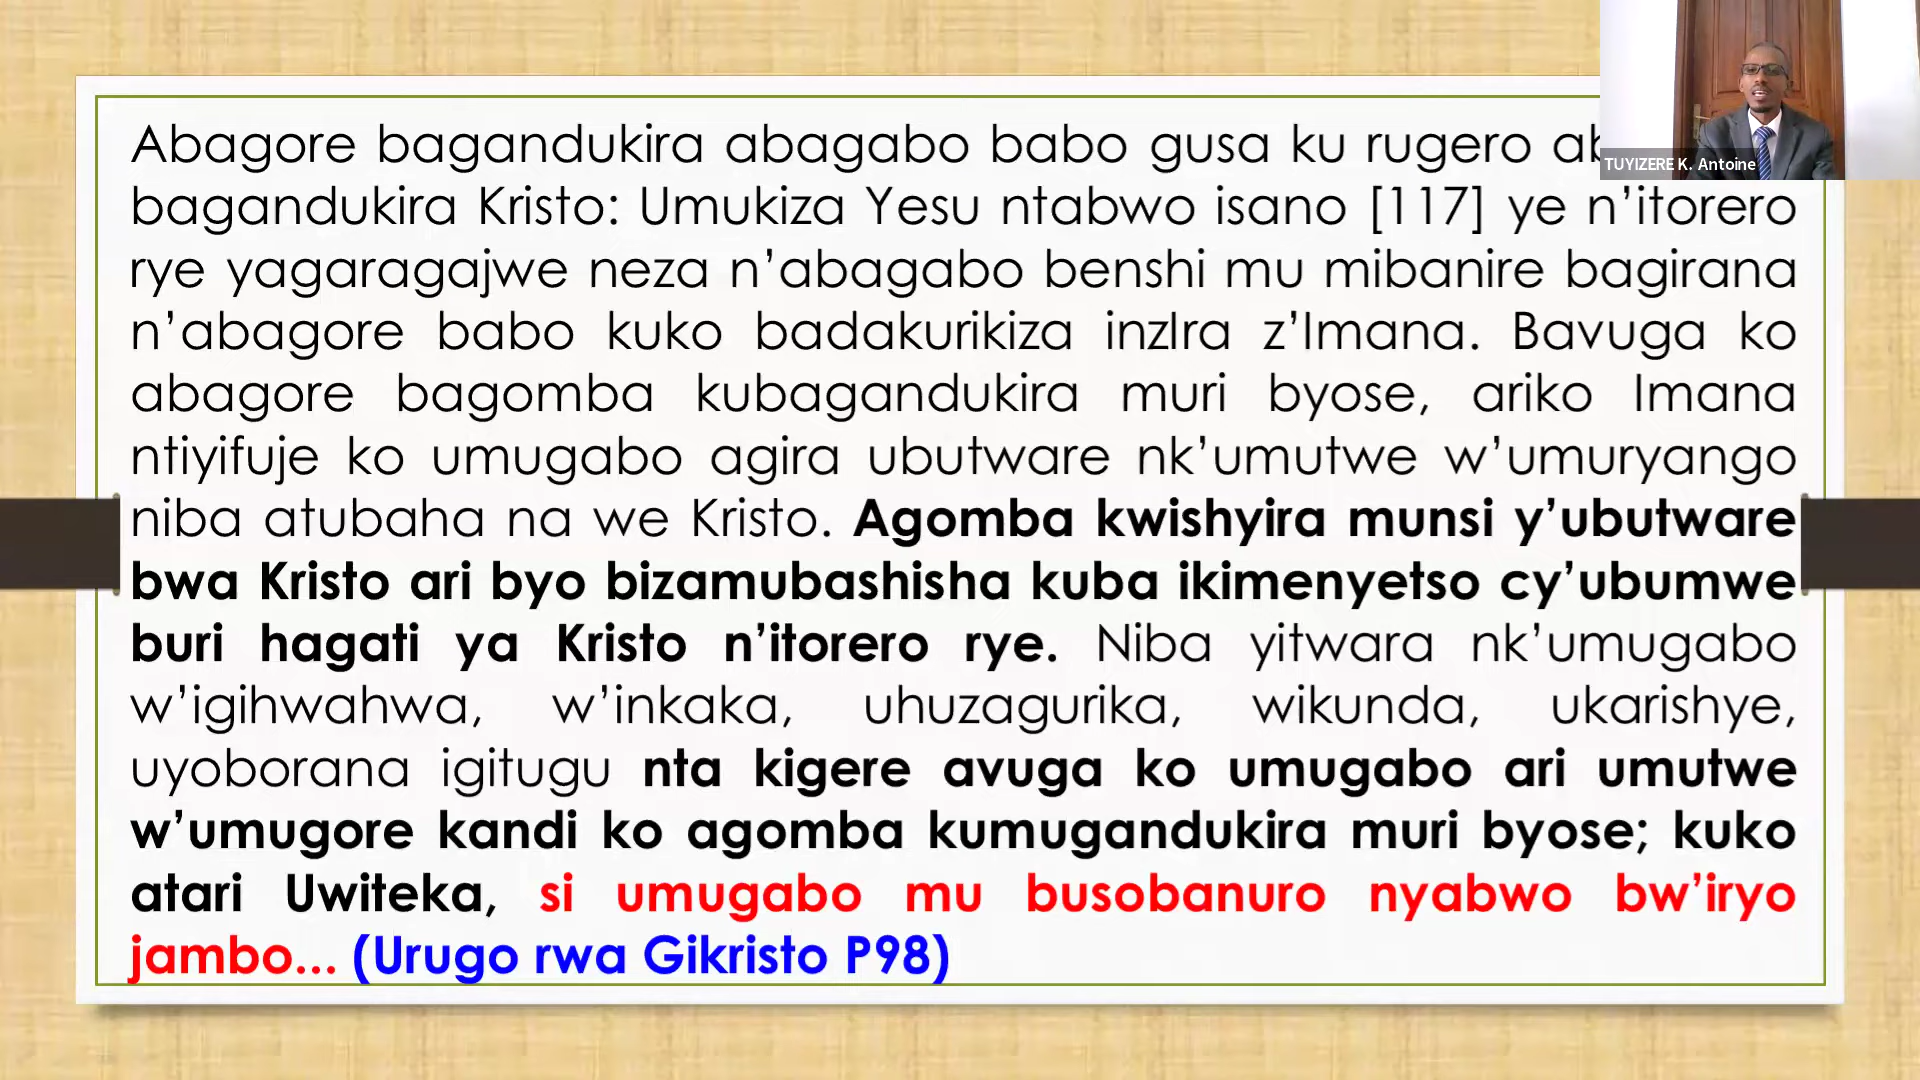 Abagore bagandukira abagabo babo gusa ku rugero
bagandukira Kristo: Umukiza Yesu ntabwo isano [117] ye n’itorero
rye yagaragajwe neza n’abagabo benshi mu mibanire bagirana
n’abagore babo kuko badakurikiza inzIra z’Imana. Bavuga ko
abagore bagomba kubagandukira muri byose, ariko Imana
ntiyifuje ko umugabo agira ubutware nk’umutwe w’umuryango
niba atubaha na we Kristo. Agomba kwishyira munsi y’ubutware
bwa Kristo ari byo bizamubashisha kuba ikimenyetso cy’ubumwe
buri hagati ya Kristo n’itorero rye. Niba yitwara nk’umugabo
w’igihwahwa, w’inkaka, uhuzagurika, wikunda, ukarishye,
uyoborana igitugu nta kigere avuga ko umugabo ari umutwe
w’umugore kandi ko agomba kumugandukira muri byose; kuko
atari Uwiteka, si umugabo mu busobanuro nyabwo bw’iryo
jambo... (Urugo rwa Gikristo P98)
TUYIZERE K. Antoine